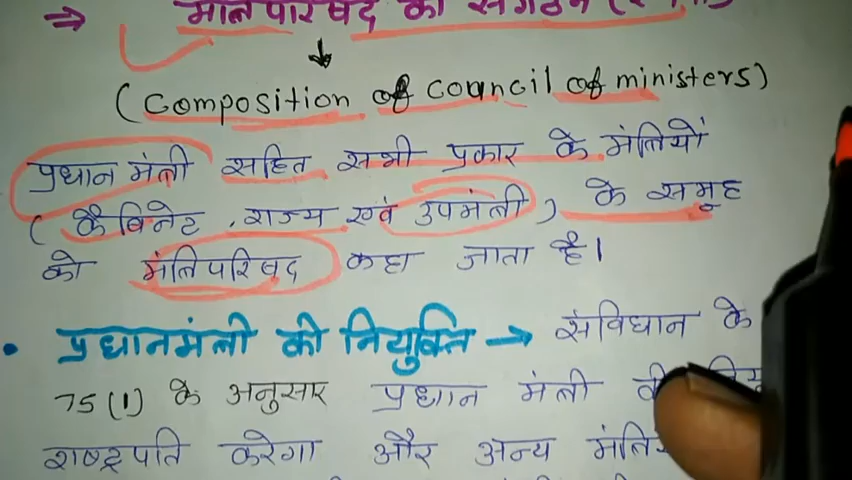 ⇒ मंत्रिपरिषद का संगठन
(Composition of council of ministers)
प्रधान मंत्री सहित सभी प्रकार के मंत्रियों
(कैबिनेट, राज्य एवं उपमंत्री) के समूह
को मंत्रिपरिषद कहा जाता है।
• प्रधानमंत्री की नियुक्ति → संविधान के
75(1) के अनुसार प्रधान मंत्री
राष्ट्रपति करेगा और अन्य